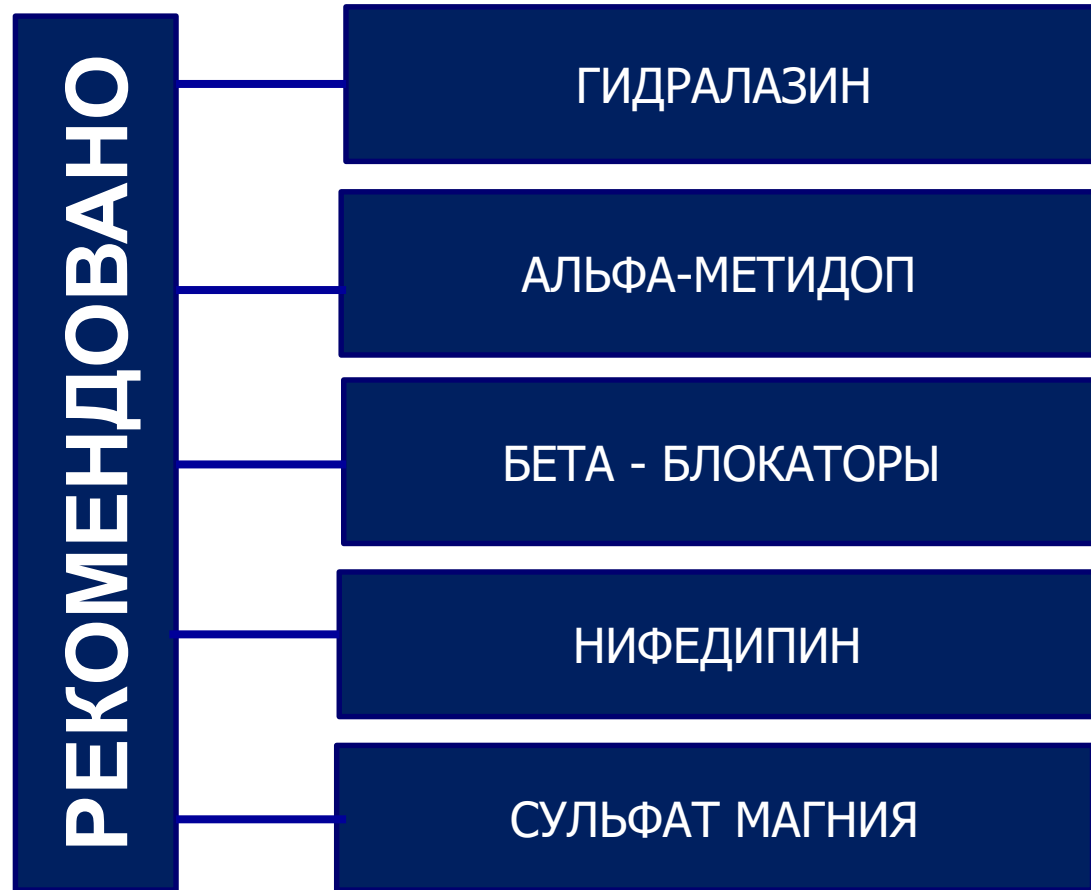 РЕКОМЕНДОВАНО
ГИДРАЛАЗИН
АЛЬФА-МЕТИДОП
БЕТА - БЛОКАТОРЫ
НИФЕДИПИН
СУЛЬФАТ МАГНИЯ